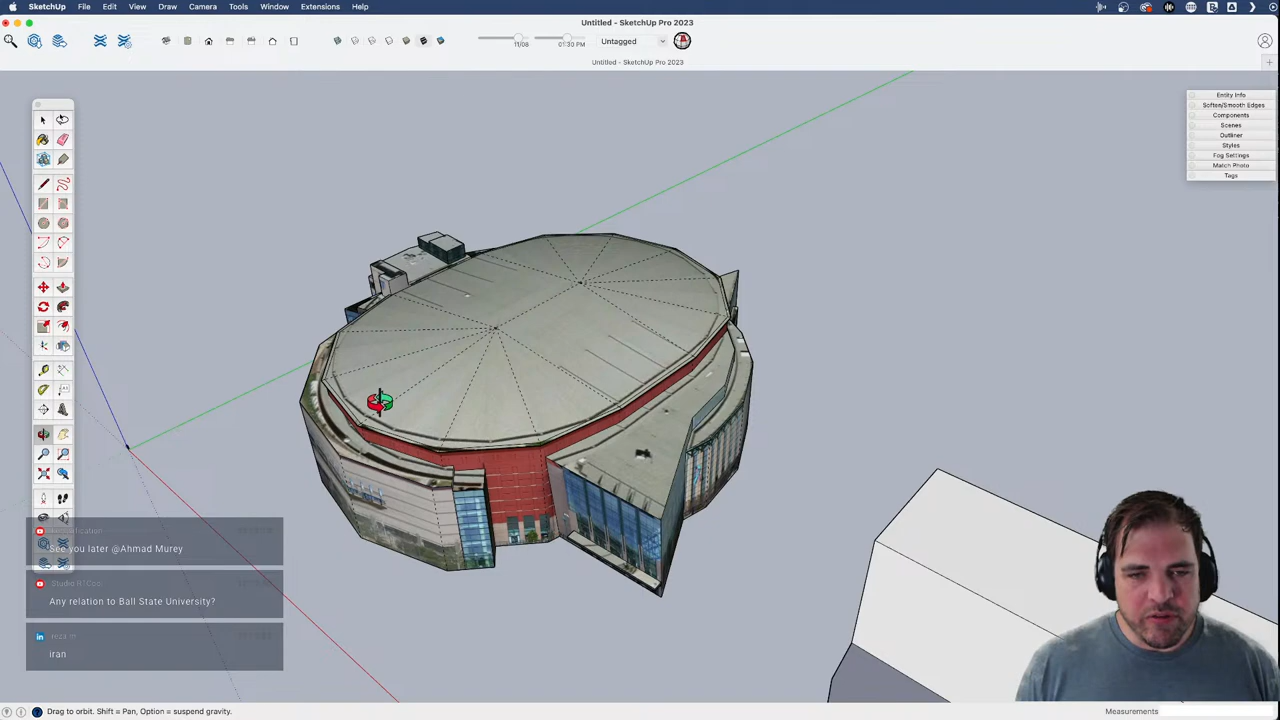 SketchUp File Edit View Draw Camera Tools Window Extensions Help
Untitled - SketchUp Pro 2023
11/08
01:30 PM
Untagged
Untitled - SketchUp Pro 2023
Entity Info
Soften/Smooth Edges
Components
Scenes
Outliner
Styles
Fog Settings
Match Photo
Tags
See you later @Ahmad Murey
Any relation to Ball State University?
iran
Drag to orbit. Shift = Pan, Option = suspend gravity.
Measurements